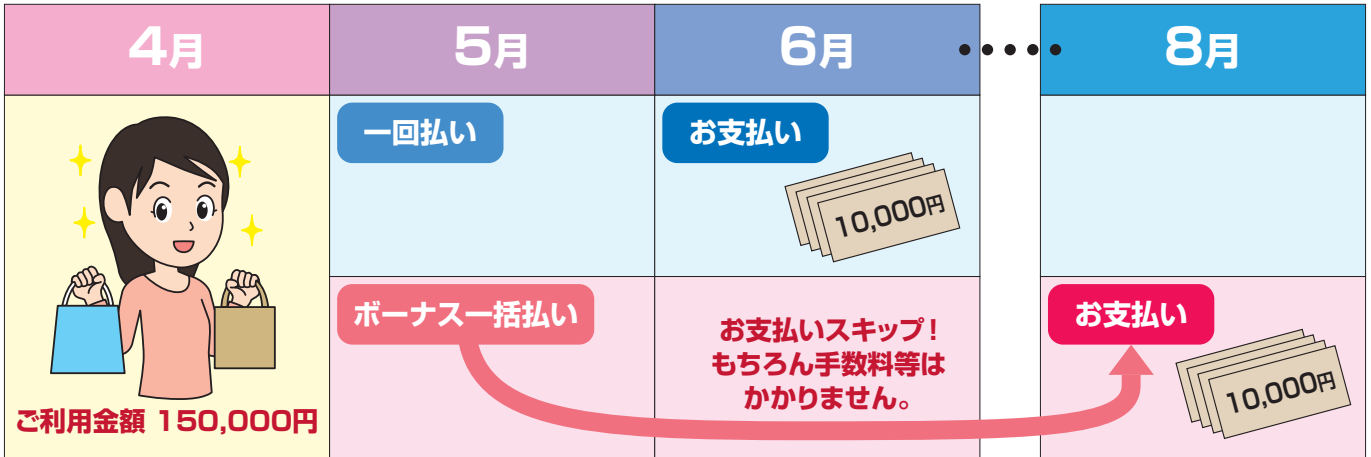 4月
5月
6月
8月
一回払い
お支払い
10,000円
ボーナス一括払い
お支払いスキップ！
もちろん手数料等は
かかりません。
お支払い
10,000円
ご利用金額 150,000円